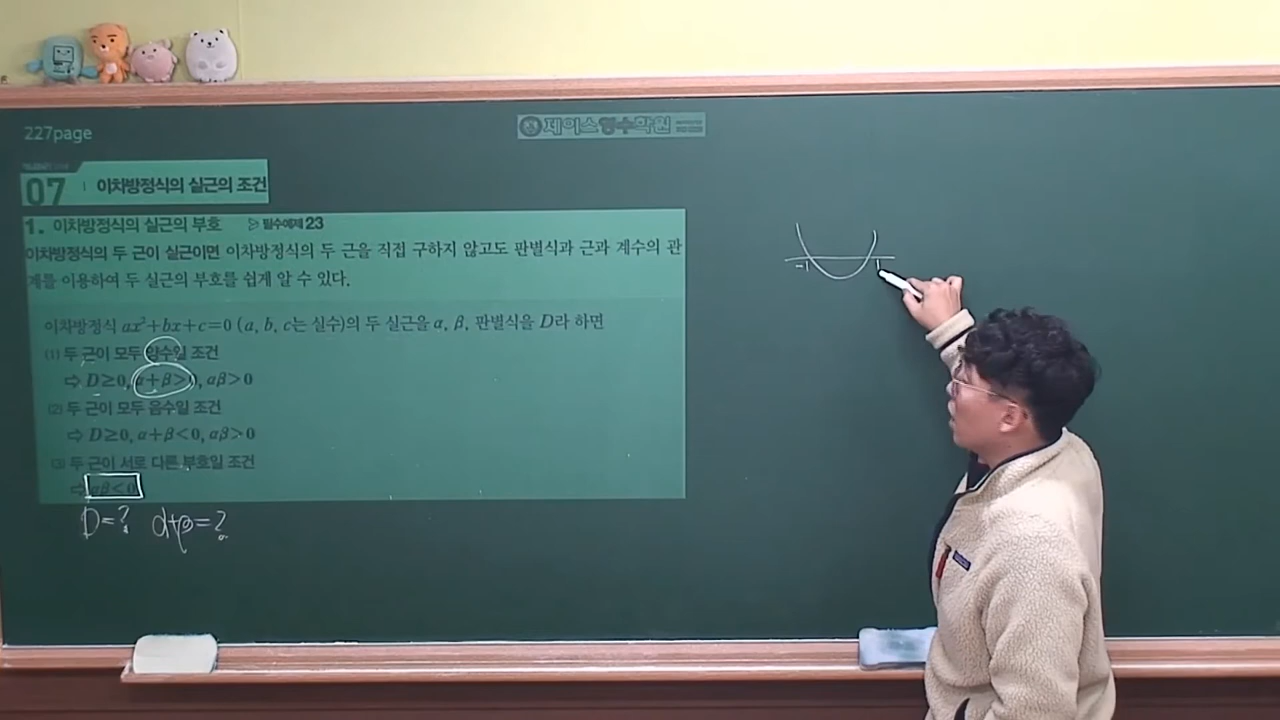 227page
제이스영수학원
07 이차방정식의 실근의 조건
1. 이차방정식의 실근의 부호 필수예제 23
이차방정식의 두 근이 실근이면 이차방정식의 두 근을 직접 구하지 않고도 판별식과 근과 계수의 관
계를 이용하여 두 실근의 부호를 쉽게 알 수 있다.
이차방정식 ax²+bx+c=0 (a, b, c는 실수)의 두 실근을 α, β, 판별식을 D라 하면
(1) 두 근이 모두 양수일 조건
⇨ D≥0, α+β>0, αβ>0
(2) 두 근이 모두 음수일 조건
⇨ D≥0, α+β<0, αβ>0
(3) 두 근이 서로 다른 부호일 조건
⇨ αβ<0
D=? α+β=?
-1 1